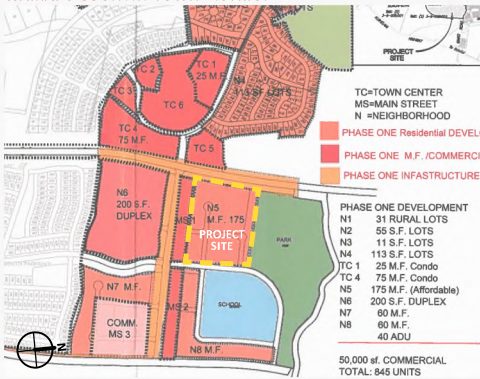 PROJECT
SITE
TC 1
25 M.F.
TC 2
TC 3
TC 6
N4
113 S.F. LOTS
TC 4
75 M.F.
TC 5
TC=TOWN CENTER
MS=MAIN STREET
N =NEIGHBORHOOD
PHASE ONE Residential DEVEL
PHASE ONE M.F. /COMMERCI
PHASE ONE INFASTRUCTURE
N6
200 S.F.
DUPLEX
MS 1
N5
M.F. 175
PROJECT
SITE
PARK
PHASE ONE DEVELOPMENT
N1 31 RURAL LOTS
N2 55 S.F. LOTS
N3 11 S.F. LOTS
N4 113 S.F. LOTS
TC 1 25 M.F. Condo
TC 4 75 M.F. Condo
N5 175 M.F. (Affordable)
N6 200 S.F. DUPLEX
N7 60 M.F.
N8 60 M.F.
40 ADU
N7 M.F.
MS 2
SCHOOL
COMM.
MS 3
N8 M.F.
N
50,000 sf. COMMERCIAL
TOTAL: 845 UNITS